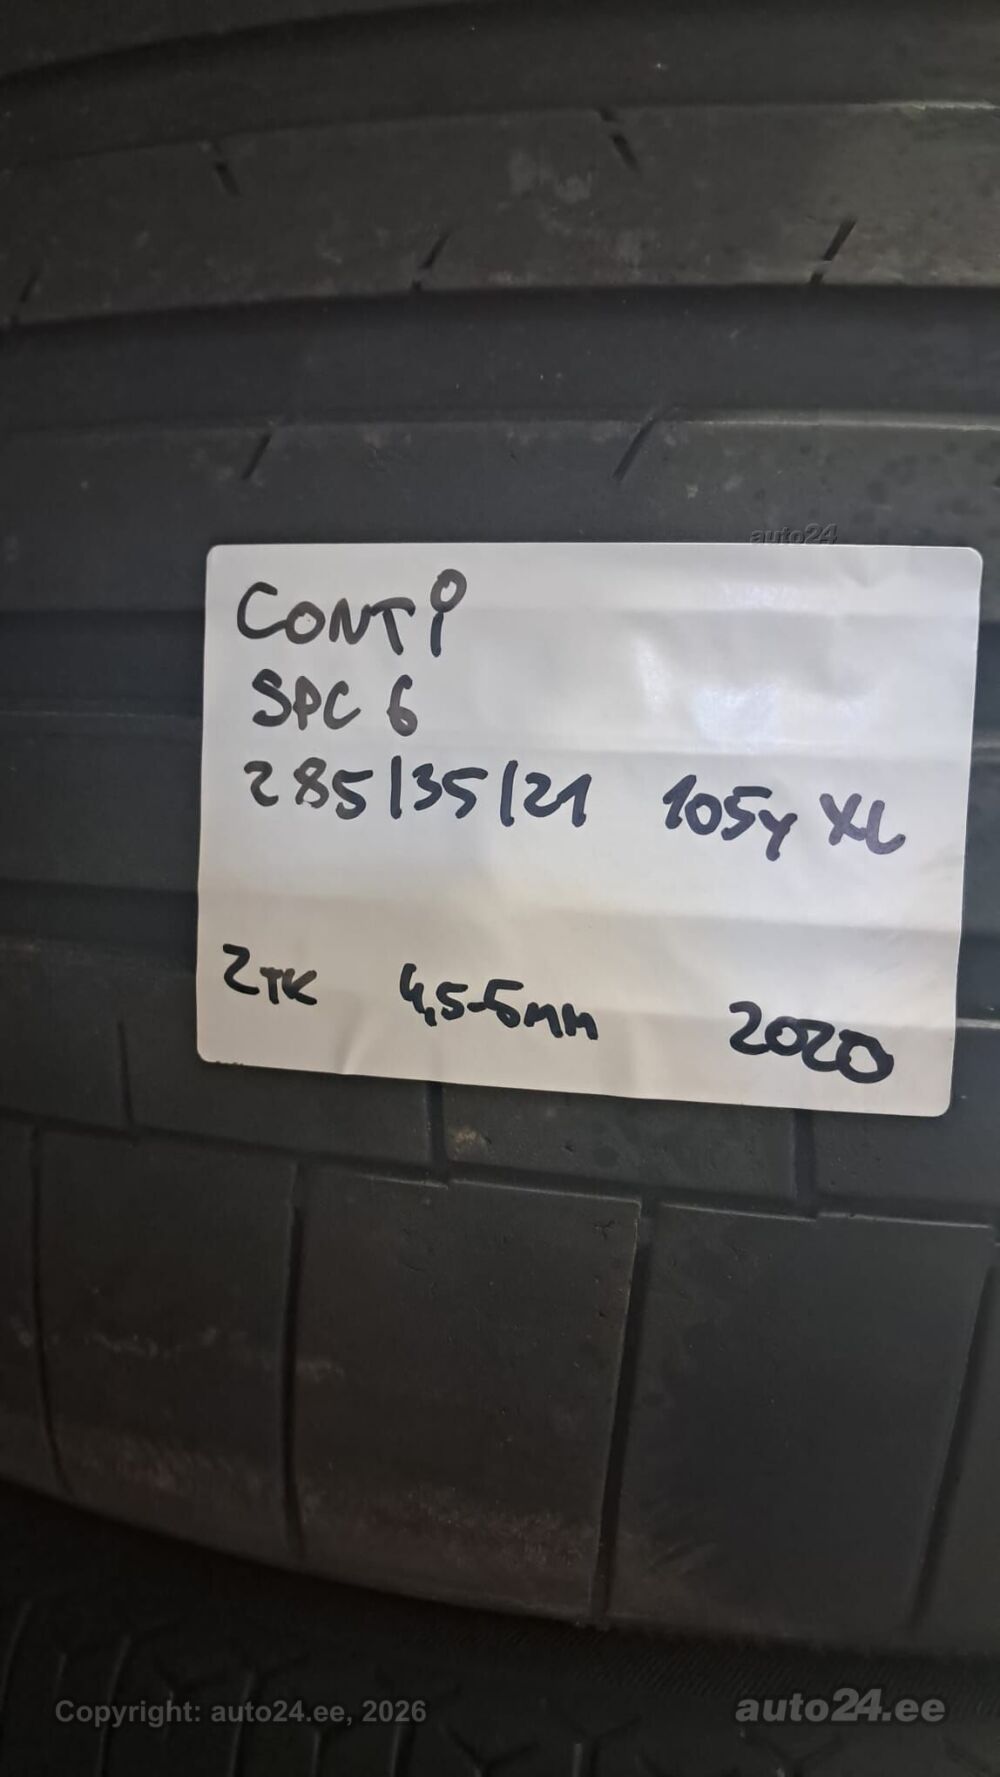 auto24
CONTi
SPC 6
285/35/21 105y XL
2TK 4,5-5mm 2020
Copyright: auto24.ee, 2026
auto24.ee